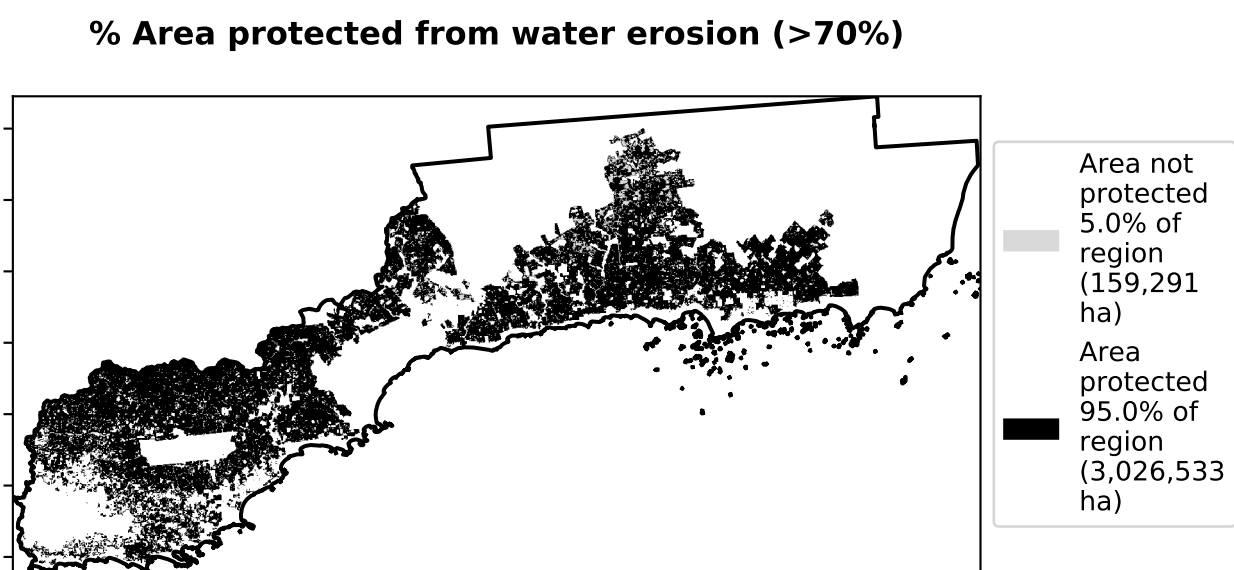 % Area protected from water erosion (>70%)
Area not
protected
5.0% of
region
(159,291
ha)
Area
protected
95.0% of
region
(3,026,533
ha)